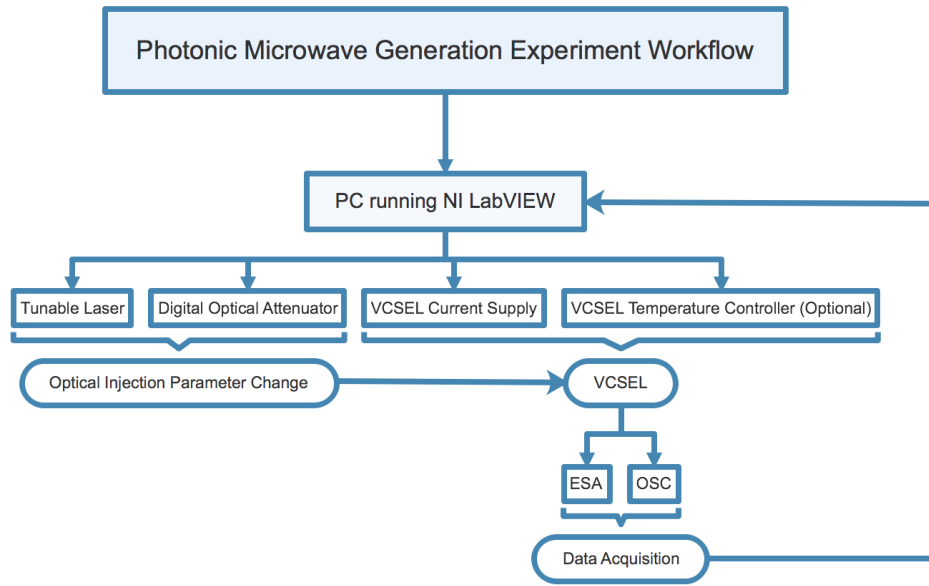 Photonic Microwave Generation Experiment Workflow
PC running NI LabVIEW
Tunable Laser
Digital Optical Attenuator
VCSEL Current Supply
VCSEL Temperature Controller (Optional)
Optical Injection Parameter Change
VCSEL
ESA
OSC
Data Acquisition